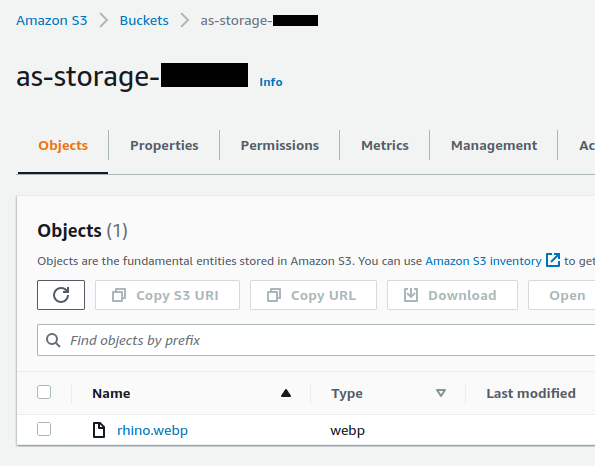 Amazon S3 > Buckets > as-storage-
as-storage- Info
Objects Properties Permissions Metrics Management Ac
Objects (1)
Objects are the fundamental entities stored in Amazon S3. You can use Amazon S3 inventory to get
Copy S3 URI Copy URL Download Open
Find objects by prefix
Name Type Last modified
rhino.webp webp